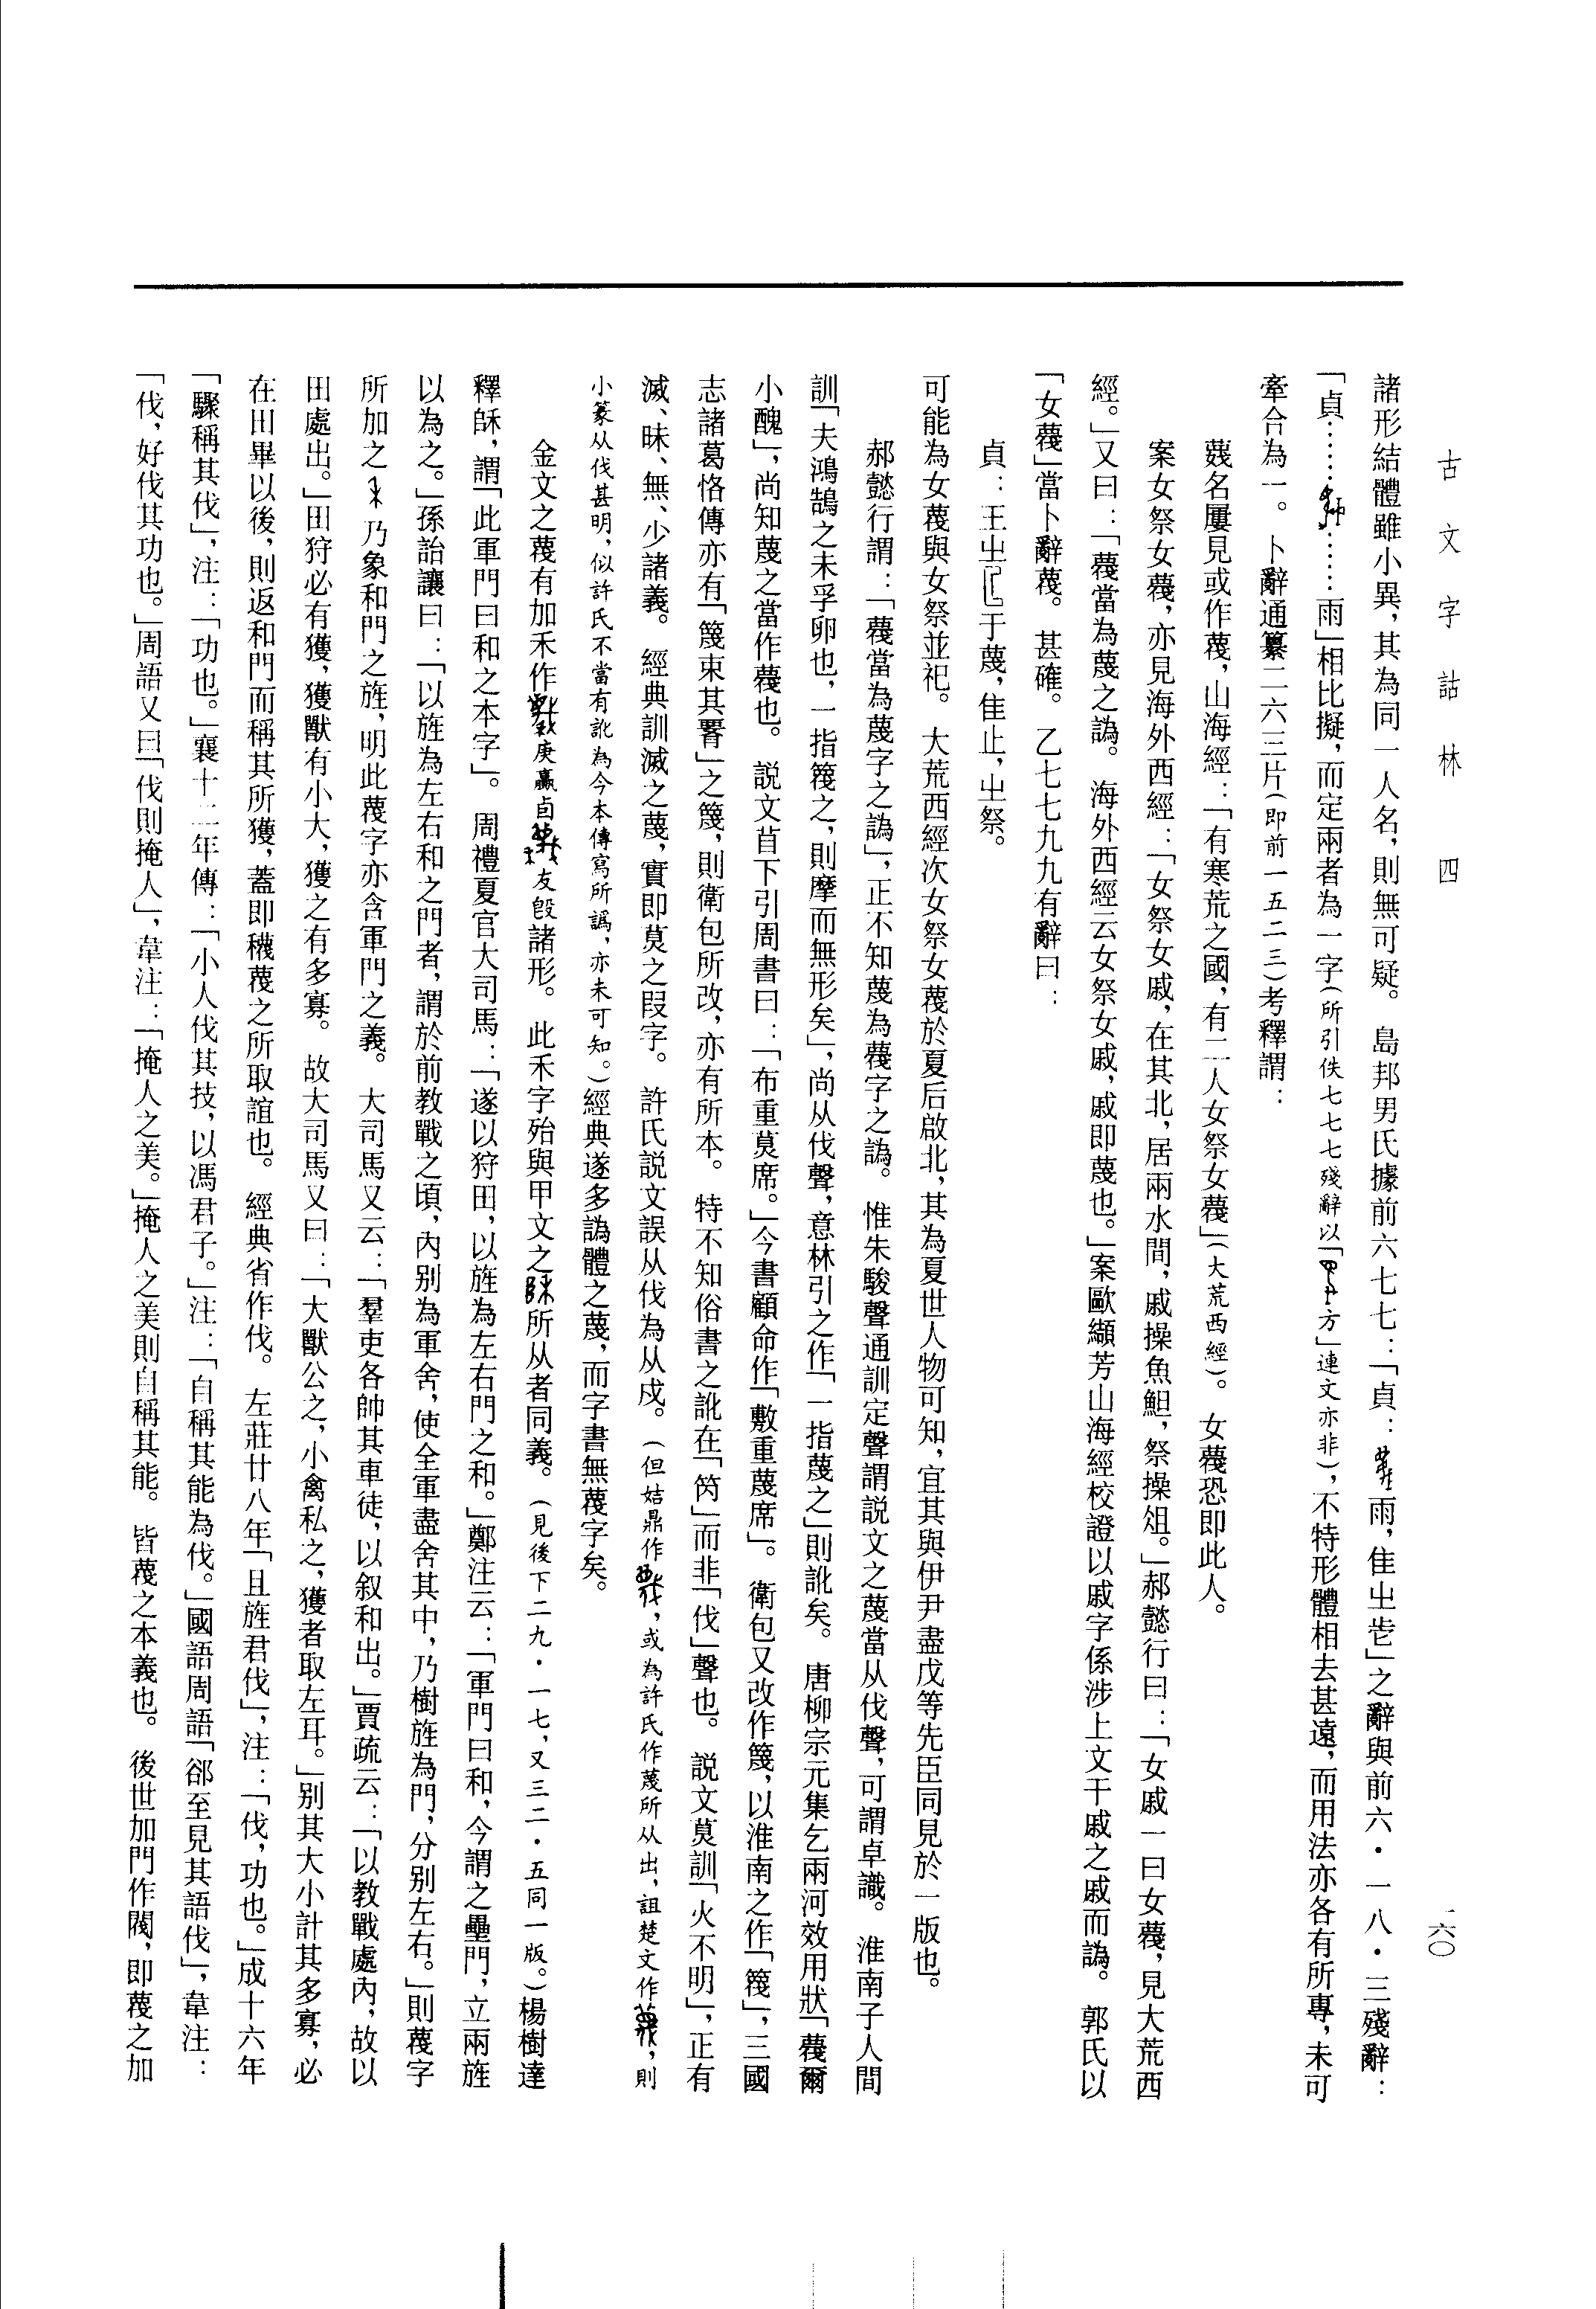 古文字詁林 四
一六〇
諸形結體雖小異，其為同一人名，則無可疑。島邦男氏據前六七七：「貞：雨，隹㞢𡆥」之辭與前六·一八·三殘辭：
「貞…………雨」相比擬，而定兩者為一字（所引佚七七七殘辭以「方」連文亦非），不特形體相去甚遠，而用法亦各有所專，未可
牽合為一。卜辭通纂二六三片（即前一五二三）考釋謂：
蔑名屢見或作蔑，山海經：「有寒荒之國，有二人女祭女薎」（大荒西經）。女薎恐即此人。
案女祭女薎，亦見海外西經：「女祭女戚，在其北，居兩水間，戚操魚䱇，祭操俎。」郝懿行曰：「女戚一曰女薎，見大荒西
經。」又曰：「薎當為蔑之譌。海外西經云女祭女戚，戚即蔑也。」案歐纈芳山海經校證以戚字係涉上文干戚之戚而譌。郭氏以
「女薎」當卜辭蔑。甚確。乙七七九九有辭曰：
貞：王㞢于蔑，隹止，㞢祭。
可能為女蔑與女祭並祀。大荒西經次女祭女蔑於夏后啟北，其為夏世人物可知，宜其與伊尹盡戊等先臣同見於一版也。
郝懿行謂：「薎當為蔑字之譌」，正不知蔑為薎字之譌。惟朱駿聲通訓定聲謂説文之蔑當从伐聲，可謂卓識。淮南子人間
訓「夫鴻鵠之未孚卵也，一指篾之，則摩而無形矣」，尚从伐聲，意林引之作「一指蔑之」則訛矣。唐柳宗元集乞兩河效用狀「薎爾
小醜」，尚知蔑之當作薎也。説文苜下引周書曰：「布重莫席。」今書顧命作「敷重蔑席」。衛包又改作篾，以淮南之作「篾」，三國
志諸葛恪傳亦有「篾束其䯗」之篾，則衛包所改，亦有所本。特不知俗書之訛在「䇡」而非「伐」聲也。説文莫訓「火不明」，正有
滅、昧、無、少諸義。經典訓滅之蔑，實即莫之叚字。許氏説文誤从伐為从戍。（但姞鼎作，或為許氏作蔑所从出，詛楚文作，則
小篆从伐甚明，似許氏不當有訛為今本傳寫所譌，亦未可知。）經典遂多譌體之蔑，而字書無薎字矣。
金文之蔑有加禾作敔庚嬴卣友𣪘諸形。此禾字殆與甲文之所从者同義。（見後下二九·一七，又三二·五同一版。）楊樹達
釋𠂤禾，謂「此軍門曰和之本字」。周禮夏官大司馬：「遂以狩田，以旌為左右門之和。」鄭注云：「軍門曰和，今謂之壘門，立兩旌
以為之。」孫詒讓曰：「以旌為左右和之門者，謂於前教戰之頃，內别為軍舍，使全軍盡舍其中，乃樹旌為門，分别左右。」則蔑字
所加之乃象和門之旌，明此蔑字亦含軍門之義。大司馬又云：「羣吏各帥其車徒，以叙和出。」賈疏云：「以教戰處內，故以
田處出。」田狩必有獲，獲獸有小大，獲之有多寡。故大司馬又曰：「大獸公之，小禽私之，獲者取左耳。」别其大小計其多寡，必
在田畢以後，則返和門而稱其所獲，蓋即穖蔑之所取誼也。經典省作伐。左莊廿八年「且旌君伐」，注：「伐，功也。」成十六年
「驟稱其伐」，注：「功也。」襄十三年傳：「小人伐其技，以馮君子。」注：「自稱其能為伐。」國語周語「郤至見其語伐」，韋注：
「伐，好伐其功也。」周語又曰「伐則掩人」，韋注：「掩人之美。」掩人之美則自稱其能。皆蔑之本義也。後世加門作閥，即蔑之加